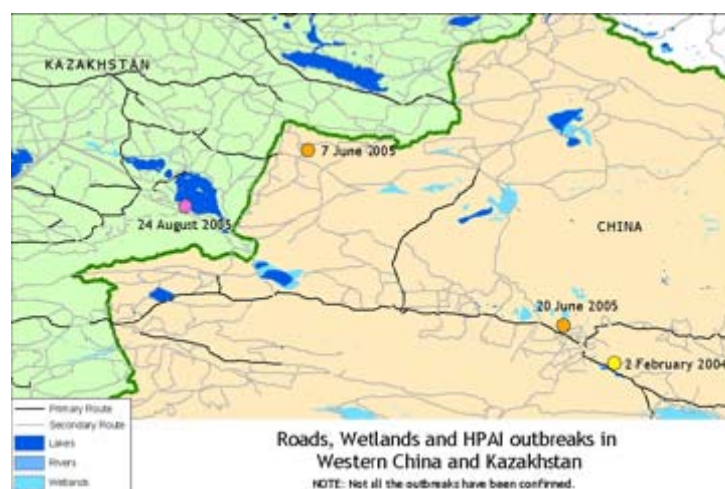 KAZAKHSTAN
7 June 2005
24 August 2005
CHINA
20 June 2005
2 February 2004
Primary Route
Secondary Route
Lakes
Rivers
Wetlands
Roads, Wetlands and HPAI outbreaks in
Western China and Kazakhstan
NOTE: Not all the outbreaks have been confirmed.